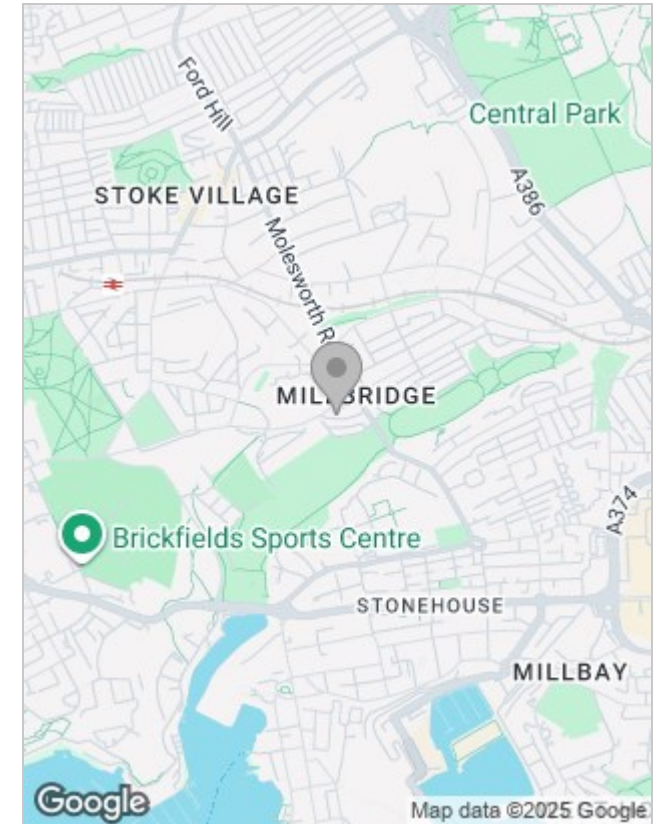 Ford Hill
Central Park
A386
STOKE VILLAGE
Molesworth R
MILLBRIDGE
A374
Brickfields Sports Centre
STONEHOUSE
MILLBAY
Google
Map data ©2025 Google